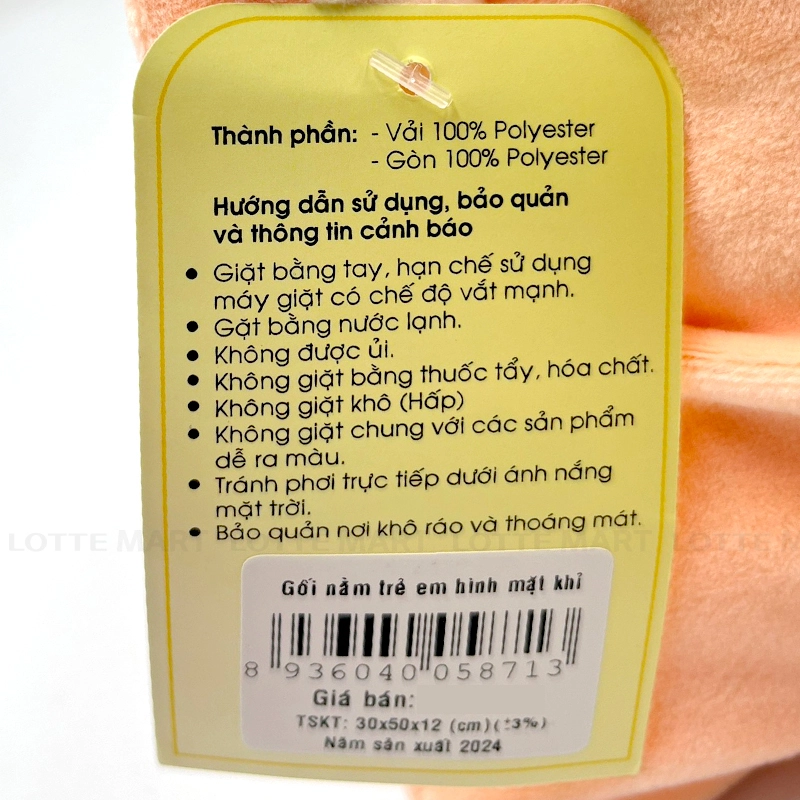 Thành phần: - Vải 100% Polyester
- Gòn 100% Polyester
Hướng dẫn sử dụng, bảo quản
và thông tin cảnh báo
• Giặt bằng tay, hạn chế sử dụng
máy giặt có chế độ vắt mạnh.
• Gặt bằng nước lạnh.
• Không được ủi.
• Không giặt bằng thuốc tẩy, hóa chất.
• Không giặt khô (Hấp)
• Không giặt chung với các sản phẩm
dễ ra màu.
• Tránh phơi trực tiếp dưới ánh nắng
mặt trời.
• Bảo quản nơi khô ráo và thoáng mát.
LOTTE MART LOTTE MART LOTTE MART LOTTE M
Gối nằm trẻ em hình mặt khỉ
8 936040 058713
Giá bán:
TSKT: 30x50x12 (cm)(±3%)
Năm sản xuất 2024